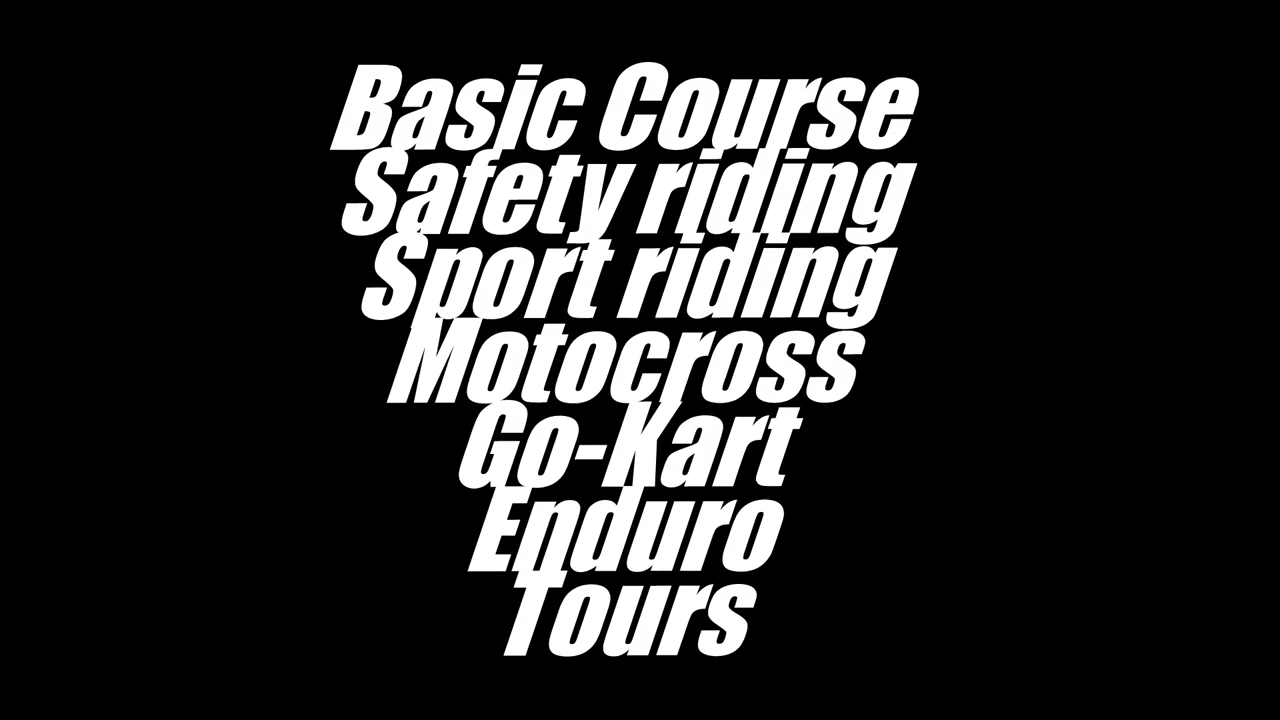 Basic Course
Safety riding
Sport riding
Motocross
Go-Kart
Enduro
Tours